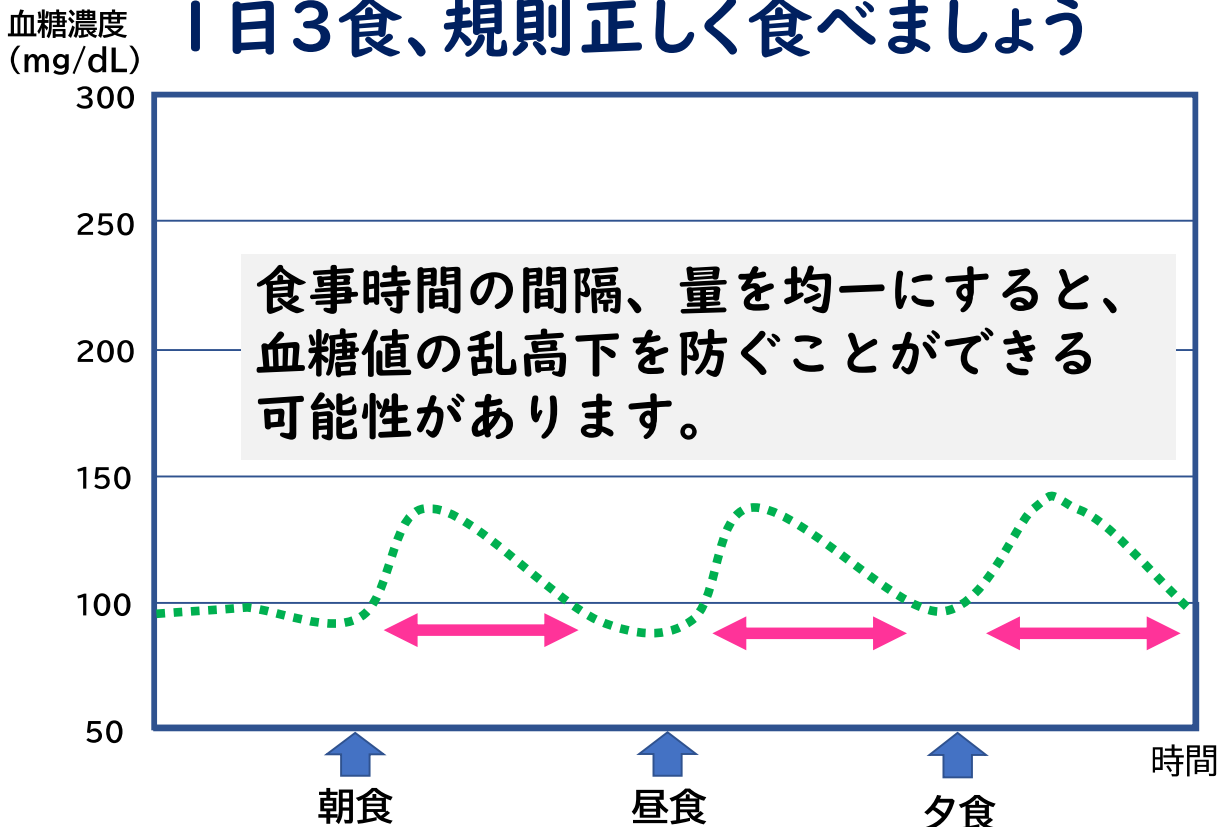 1日3食、規則正しく食べましょう
血糖濃度
(mg/dL)
300
250
食事時間の間隔、量を均一にすると、
血糖値の乱高下を防ぐことができる
可能性があります。
200
150
100
50
時間
朝食
昼食
夕食